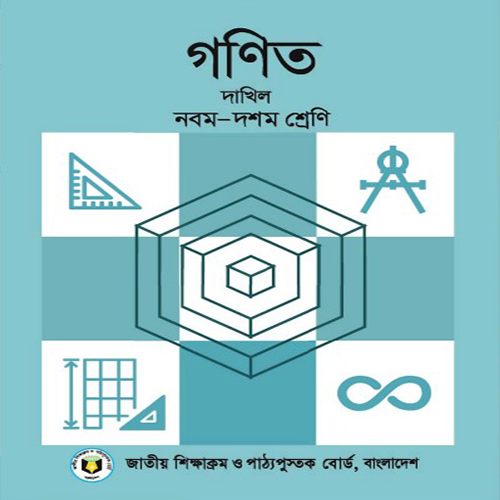 গণিত
দাখিল
নবম–দশম শ্রেণি
জাতীয় শিক্ষাক্রম ও পাঠ্যপুস্তক বোর্ড, বাংলাদেশ